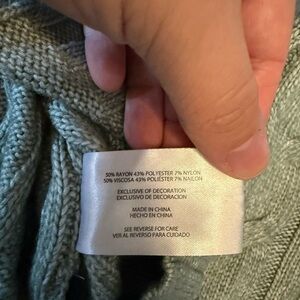 50% RAYON 43% POLYESTER 7% NYLON
50% VISCOSA 43% POLIESTER 7% NAILON
EXCLUSIVE OF DECORATION
EXCLUSIVO DE DECORACION
MADE IN CHINA
HECHO EN CHINA
SEE REVERSE FOR CARE
VER AL REVERSO PARA CUIDADO